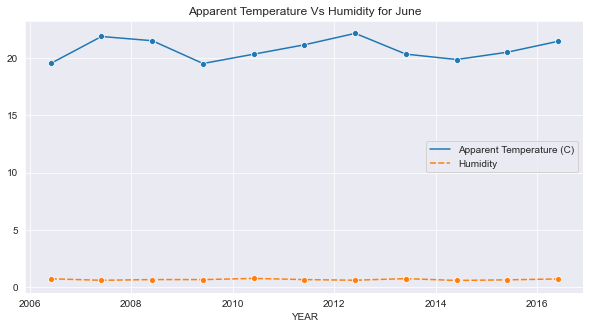 Apparent Temperature Vs Humidity for June
20
15
10
5
0
Apparent Temperature (C)
Humidity
2006 2008 2010 2012 2014 2016
YEAR